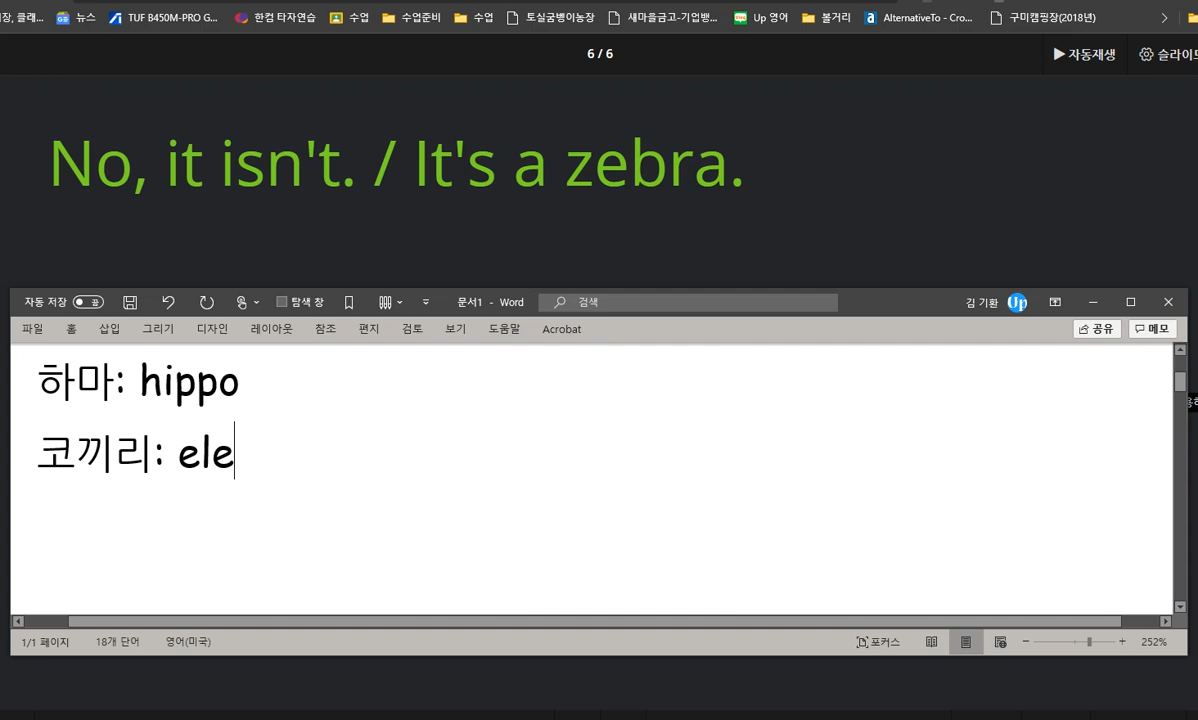 장, 클래... 뉴스 TUF B450M-PRO G... 한컴 타자연습 수업 수업준비 수업 토실굼벵이농장 새마을금고-기업뱅... Up 영어 볼거리 AlternativeTo - Cro... 구미캠핑장(2018년)
6 / 6 자동재생 슬라이드
No, it isn't. / It's a zebra.
자동 저장 끔 탐색 창 문서1 - Word 검색 김 기환 Up
파일 홈 삽입 그리기 디자인 레이아웃 참조 편지 검토 보기 도움말 Acrobat 공유 메모
하마: hippo
코끼리: ele
1/1 페이지 18개 단어 영어(미국) 포커스 252%